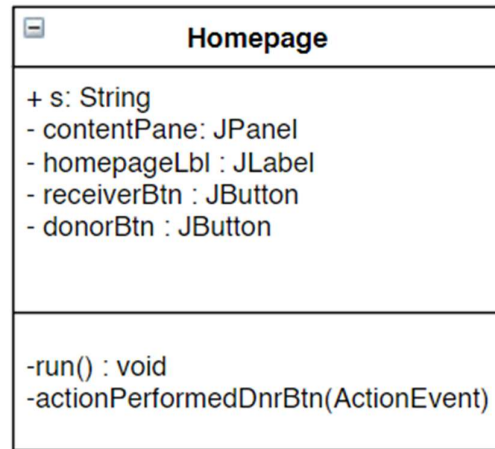 Homepage
+ s: String
- contentPane: JPanel
- homepageLbl : JLabel
- receiverBtn : JButton
- donorBtn : JButton
-run() : void
-actionPerformedDnrBtn(ActionEvent)